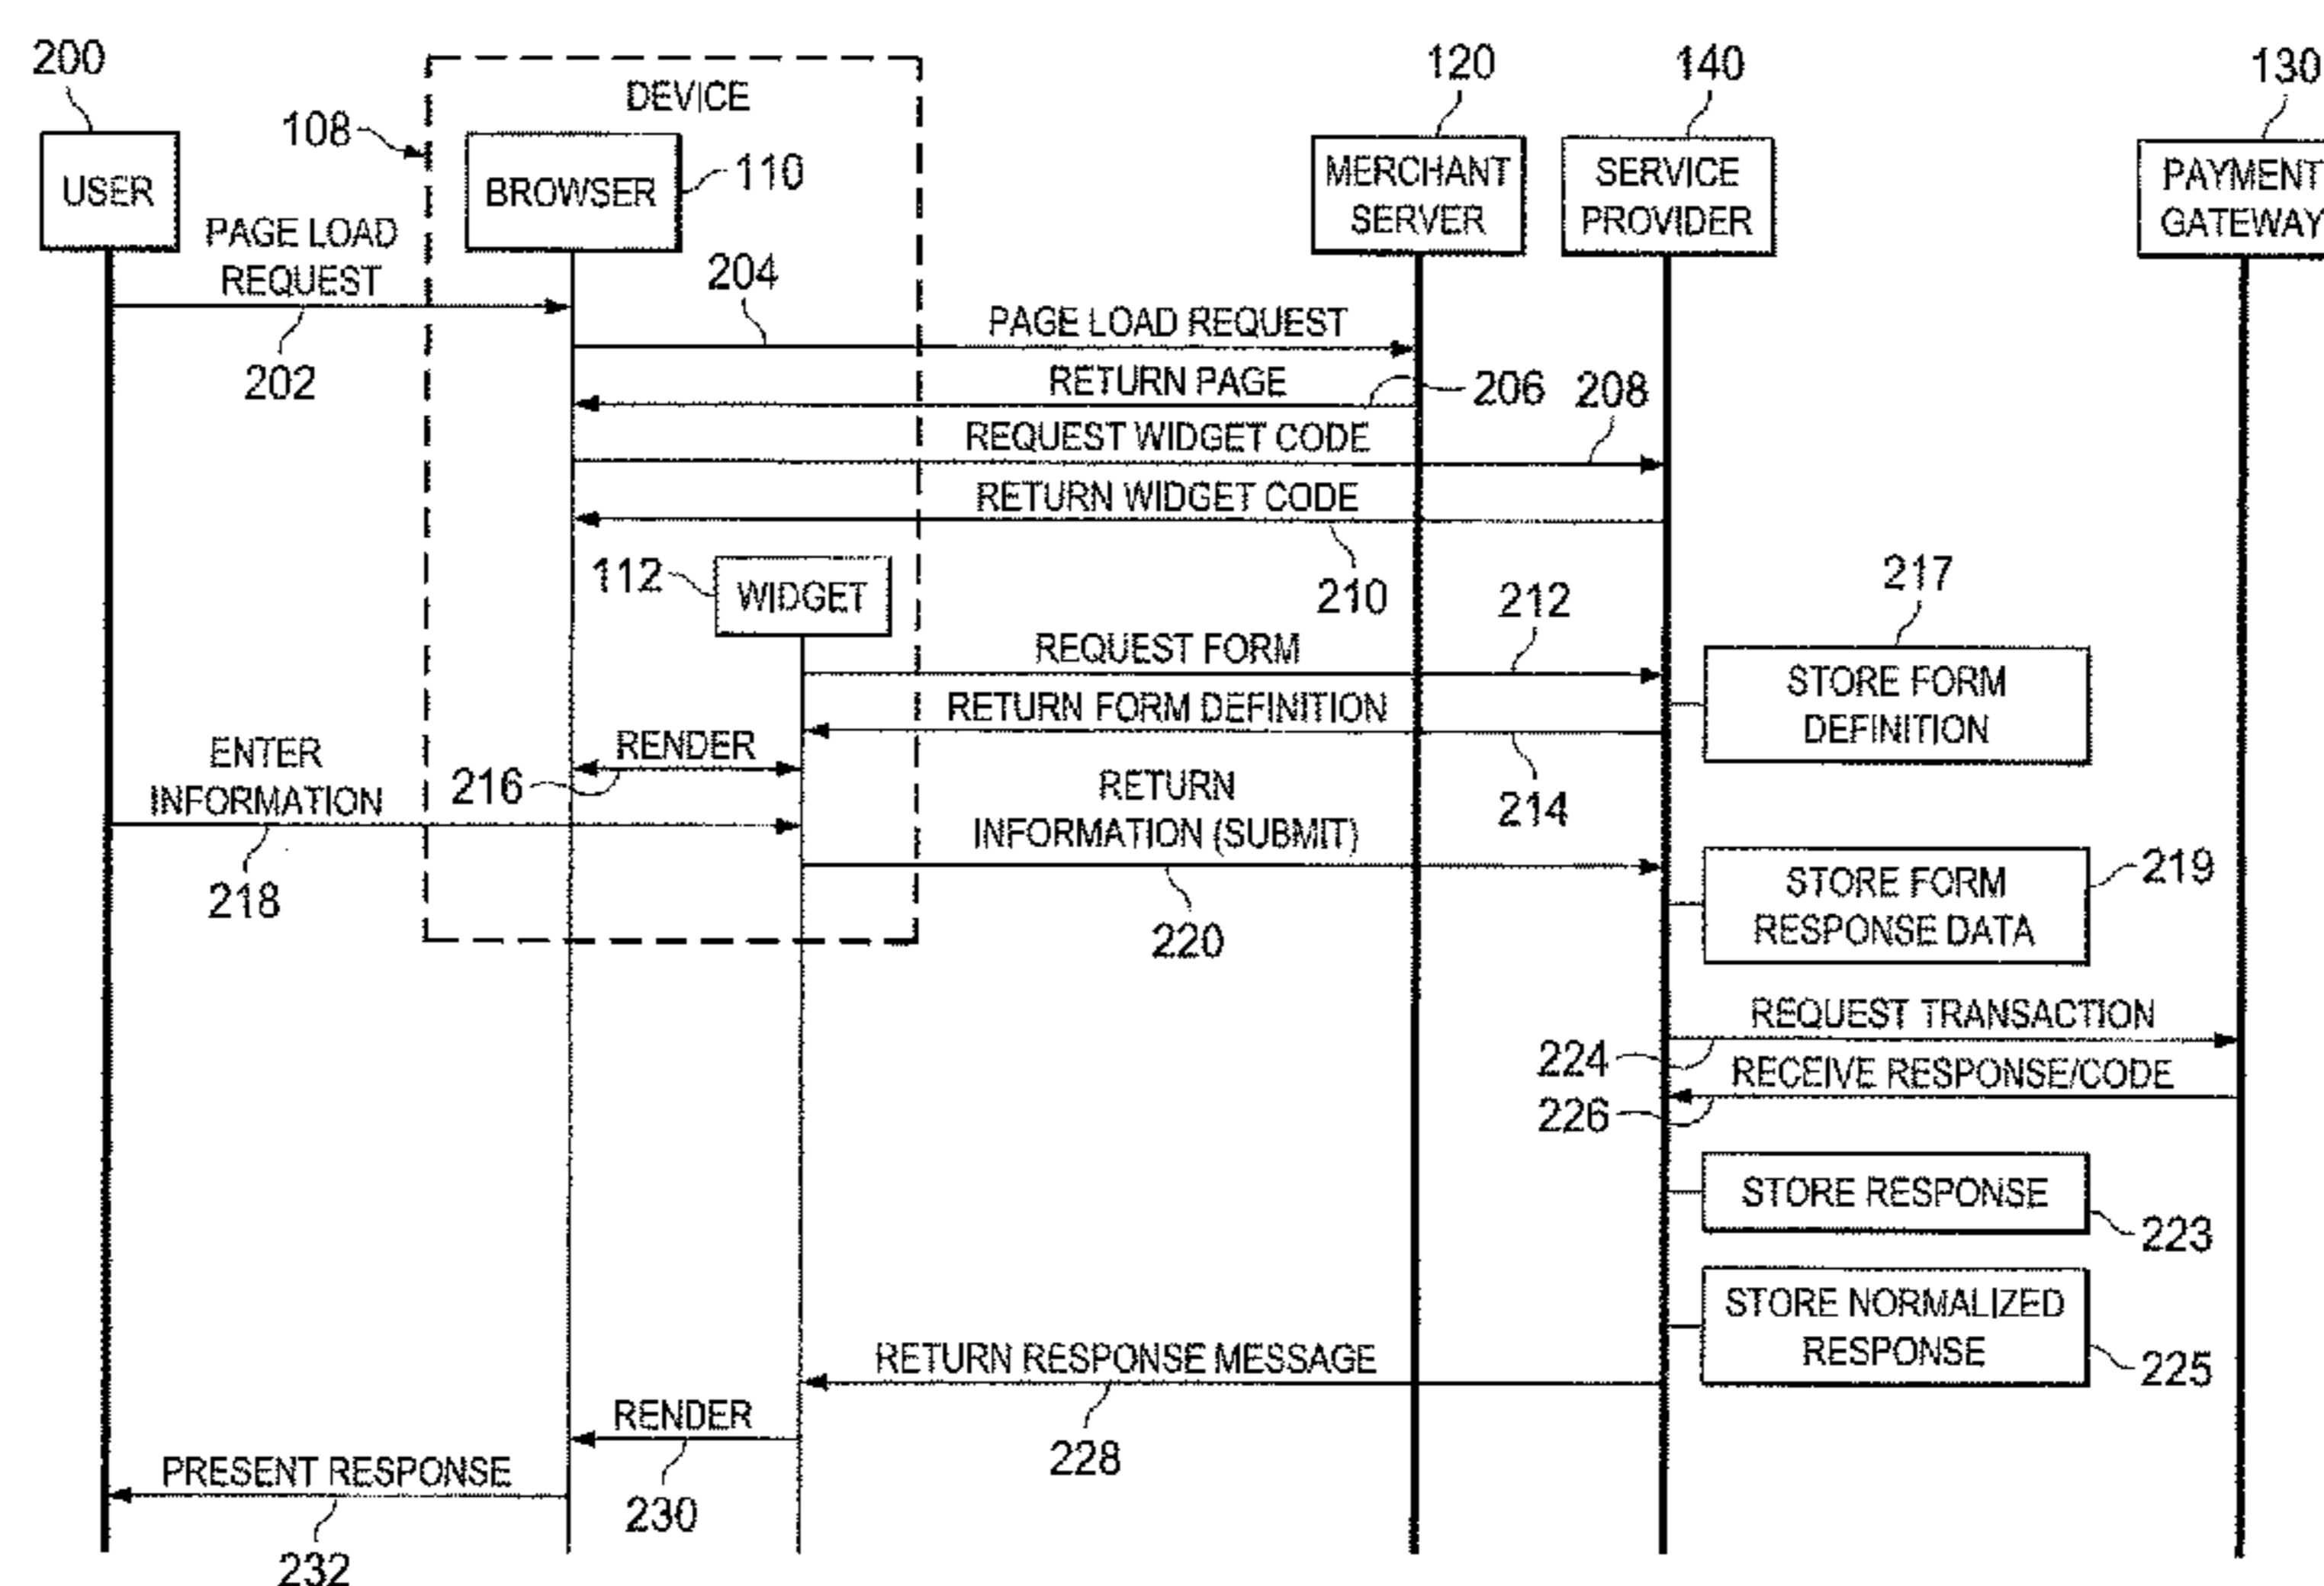 200
120
140
130
DEVICE
108
110
USER
BROWSER
MERCHANT
SERVER
SERVICE
PROVIDER
PAYMENT
GATEWAY
PAGE LOAD
REQUEST
202
204
PAGE LOAD REQUEST
RETURN PAGE
206
208
REQUEST WIDGET CODE
RETURN WIDGET CODE
210
112
WIDGET
212
217
REQUEST FORM
STORE FORM
DEFINITION
RETURN FORM DEFINITION
214
RENDER
216
ENTER
INFORMATION
218
RETURN
INFORMATION (SUBMIT)
220
STORE FORM
RESPONSE DATA
219
REQUEST TRANSACTION
224
RECEIVE RESPONSE/CODE
226
STORE RESPONSE
223
STORE NORMALIZED
RESPONSE
225
RETURN RESPONSE MESSAGE
228
RENDER
230
PRESENT RESPONSE
232